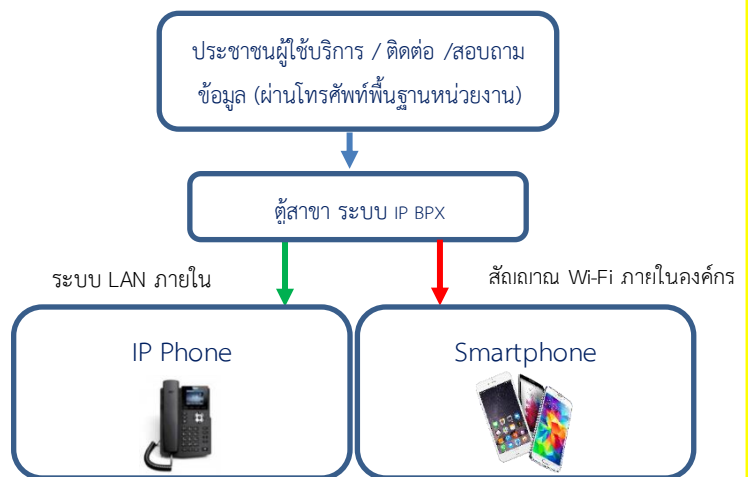 ประชาชนผู้ใช้บริการ / ติดต่อ /สอบถาม
ข้อมูล (ผ่านโทรศัพท์พื้นฐานหน่วยงาน)
ตู้สาขา ระบบ IP BPX
ระบบ LAN ภายใน
สัญญาณ Wi-Fi ภายในองค์กร
IP Phone
Smartphone